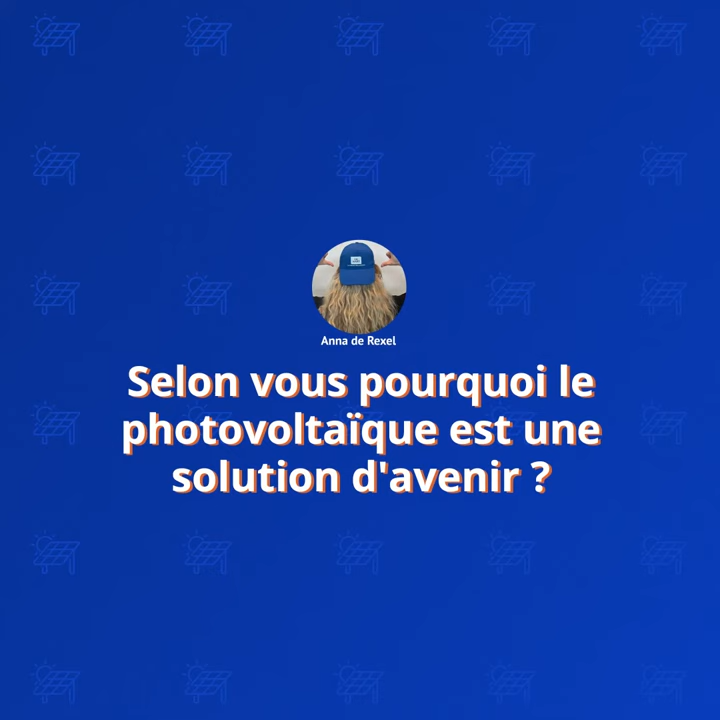 Anna de Rexel
Selon vous pourquoi le
photovoltaïque est une
solution d'avenir ?